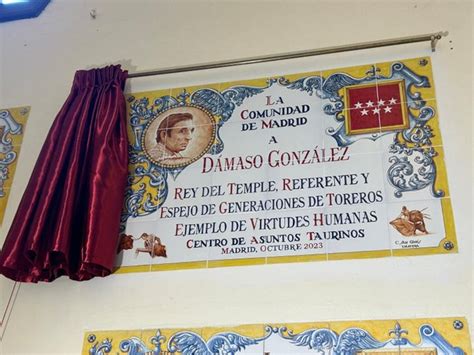 La
Comunidad
de Madrid
a
Dámaso González
Rey del Temple, Referente y
Espejo de Generaciones de Toreros
Ejemplo de Virtudes Humanas
Centro de Asuntos Taurinos
Madrid, Octubre 2023